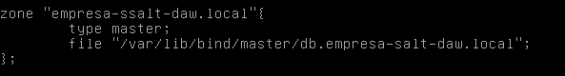 zone "empresa-ssalt-daw.local"{
        type master;
        file "/var/lib/bind/master/db.empresa-salt-daw.local";
};